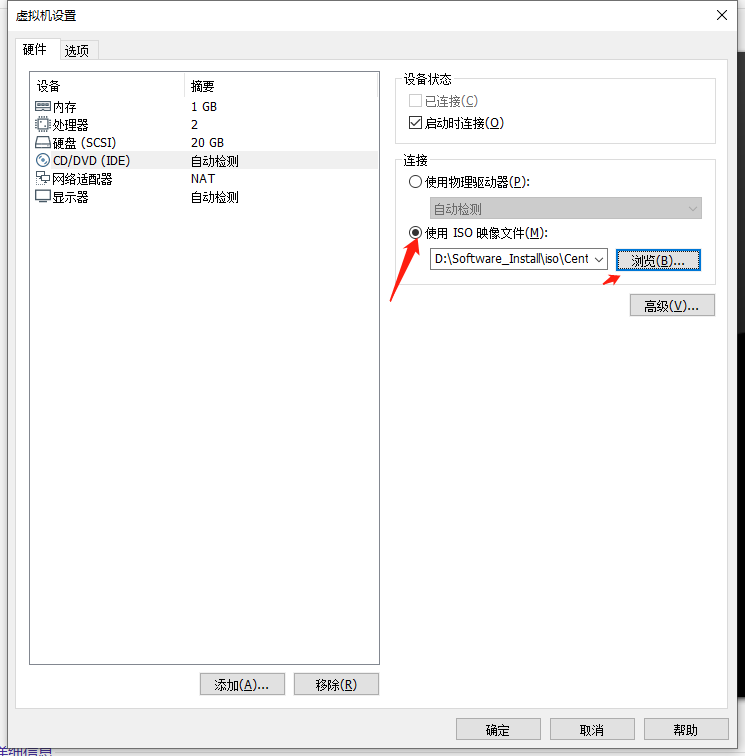 虚拟机设置
硬件 选项
设备 摘要
内存 1 GB
处理器 2
硬盘 (SCSI) 20 GB
CD/DVD (IDE) 自动检测
网络适配器 NAT
显示器 自动检测
添加(A)... 移除(R)
设备状态
已连接(C)
启动时连接(O)
连接
使用物理驱动器(P):
自动检测
使用 ISO 映像文件(M):
D:\Software_Install\iso\Cent 浏览(B)...
高级(V)...
确定 取消 帮助
详细信息